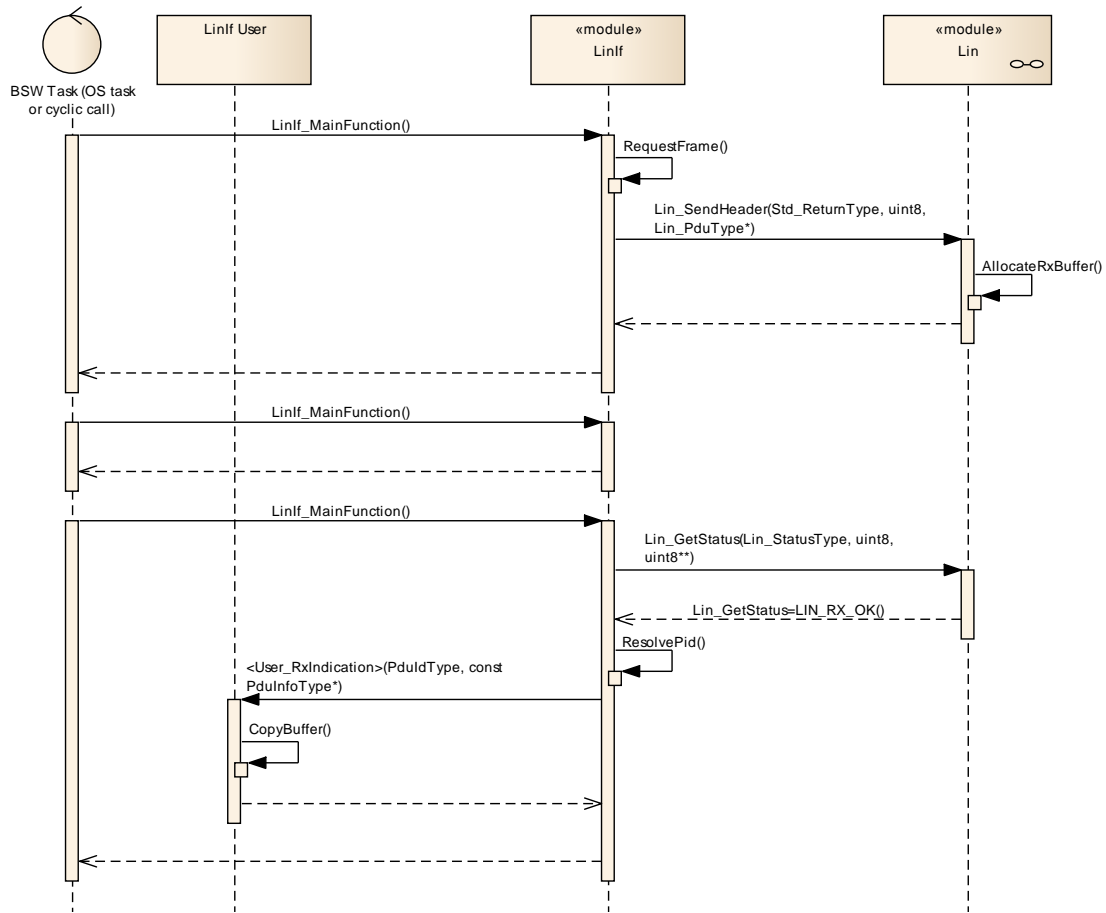 BSW Task (OS task
or cyclic call)
LinIf User
«module»
LinIf
«module»
Lin
LinIf_MainFunction()
RequestFrame()
Lin_SendHeader(Std_ReturnType, uint8,
Lin_PduType*)
AllocateRxBuffer()
LinIf_MainFunction()
LinIf_MainFunction()
Lin_GetStatus(Lin_StatusType, uint8,
uint8**)
Lin_GetStatus=LIN_RX_OK()
ResolvePid()
<User_RxIndication>(PduIdType, const
PduInfoType*)
CopyBuffer()